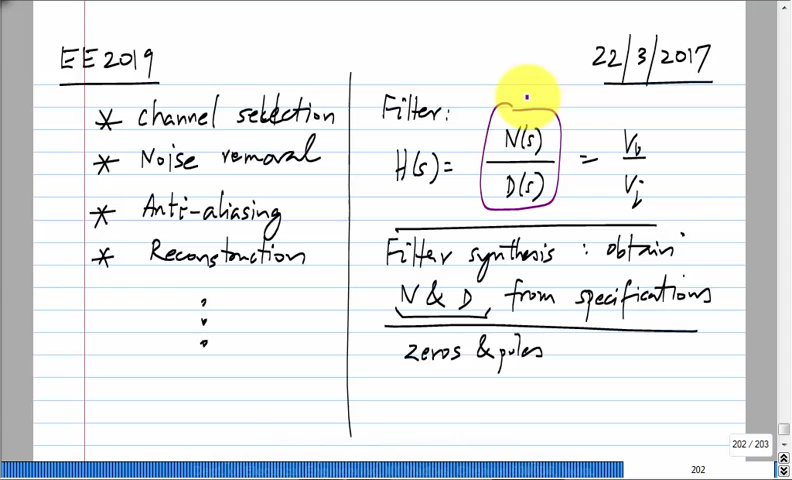 EE2019
22/3/2017
* Channel selection
* Noise removal
* Anti-aliasing
* Reconstruction
Filter:
H(s) = N(s)/D(s) = Vo/Vi
Filter synthesis : obtain
N & D from specifications
zeros & poles
202 / 203
202